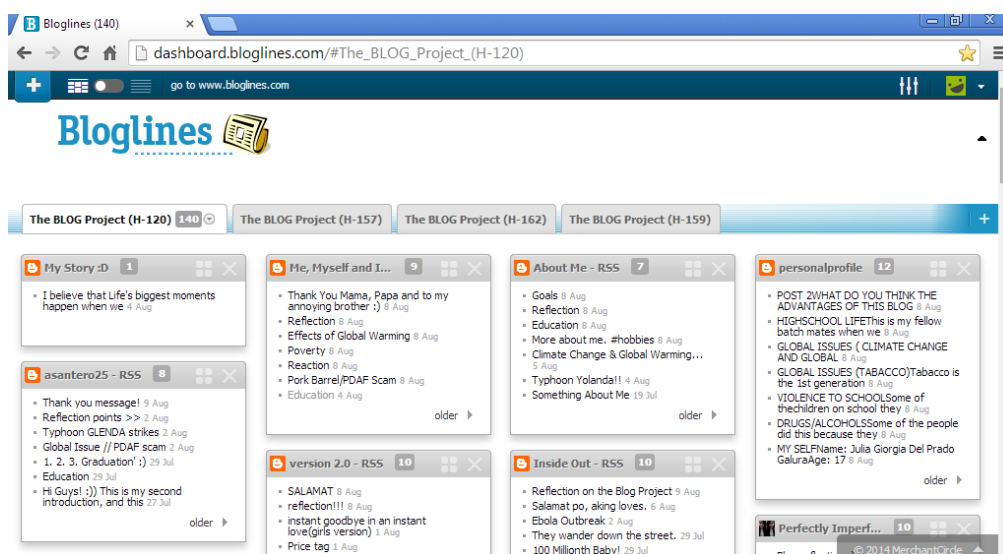 Bloglines (140)
dashboard.bloglines.com/#The_BLOG_Project_(H-120)
go to www.bloglines.com
Bloglines
The BLOG Project (H-120) 140
The BLOG Project (H-157)
The BLOG Project (H-162)
The BLOG Project (H-159)
My Story :D 1
I believe that Life's biggest moments
happen when we 4 Aug
asantero25 - RSS 8
Thank you message! 9 Aug
Reflection points >> 2 Aug
Typhoon GLENDA strikes 2 Aug
Global Issue // PDAF scam 2 Aug
1. 2. 3. Graduation' :) 29 Jul
Education 29 Jul
Hi Guys! :)) This is my second
introduction, and this 27 Jul
older
Me, Myself and I... 9
Thank You Mama, Papa and to my
annoying brother :) 8 Aug
Reflection 8 Aug
Effects of Global Warming 8 Aug
Poverty 8 Aug
Reaction 8 Aug
Pork Barrel/PDAF Scam 8 Aug
Education 4 Aug
older
version 2.0 - RSS 10
SALAMAT 8 Aug
reflection!!! 8 Aug
instant goodbye in an instant
love(girls version) 1 Aug
Price tag 1 Aug
About Me - RSS 7
Goals 8 Aug
Reflection 8 Aug
Education 8 Aug
More about me. #hobbies 8 Aug
Climate Change & Global Warming...
5 Aug
Typhoon Yolanda!! 4 Aug
Something About Me 19 Jul
older
Inside Out - RSS 10
Reflection on the Blog Project 9 Aug
Salamat po, aking loves. 6 Aug
Ebola Outbreak 2 Aug
They wander down the street. 29 Jul
100 Millionth Baby! 29 Jul
personalprofile 12
POST 2WHAT DO YOU THINK THE
ADVANTAGES OF THIS BLOG 8 Aug
HIGHSCHOOL LIFEThis is my fellow
batch mates when we 8 Aug
GLOBAL ISSUES ( CLIMATE CHANGE
AND GLOBAL 8 Aug
GLOBAL ISSUES (TABACCO)Tabacco is
the 1st generation 8 Aug
VIOLENCE TO SCHOOLSome of
thechildren on school they 8 Aug
DRUGS/ALCOHOLSSome of the people
did this because they 8 Aug
MY SELFName: Julia Giorgia Del Prado
GaluraAge: 17 8 Aug
older
Perfectly Imperf... 10
© 2014 MerchantCircle